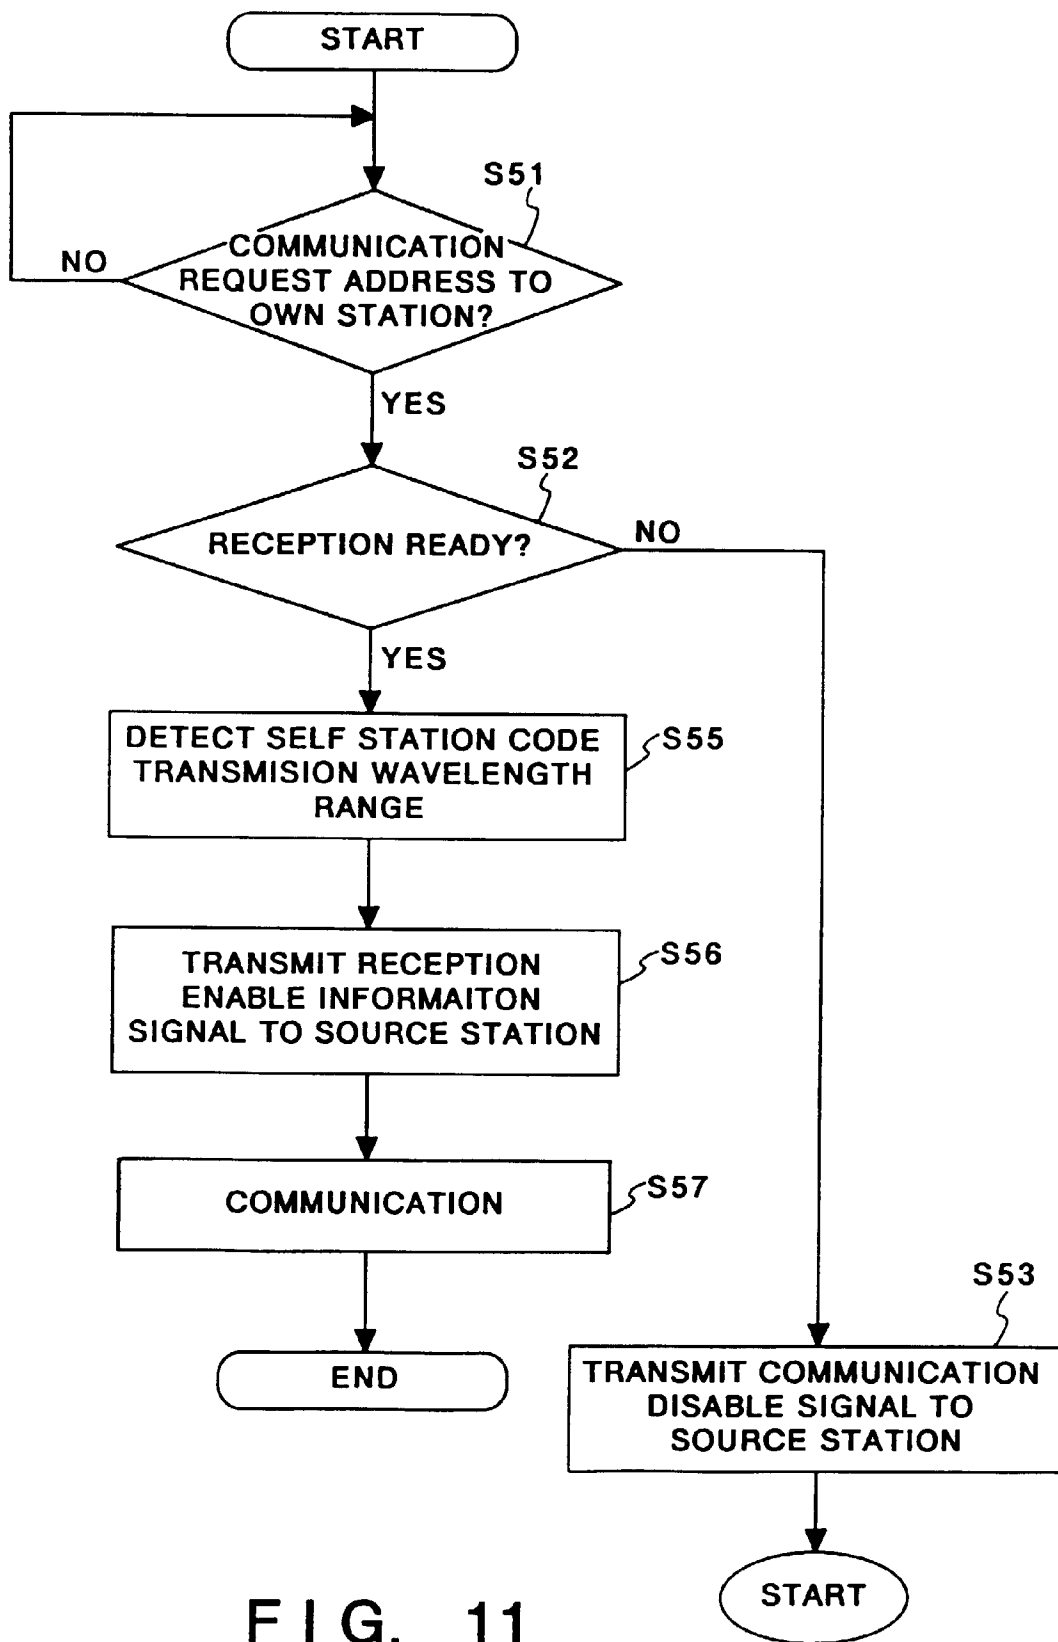 START
S51
COMMUNICATION
REQUEST ADDRESS TO
OWN STATION?
NO
YES
S52
RECEPTION READY?
NO
YES
DETECT SELF STATION CODE
TRANSMISION WAVELENGTH
RANGE
S55
TRANSMIT RECEPTION
ENABLE INFORMAITON
SIGNAL TO SOURCE STATION
S56
COMMUNICATION
S57
END
S53
TRANSMIT COMMUNICATION
DISABLE SIGNAL TO
SOURCE STATION
START
FIG. 11